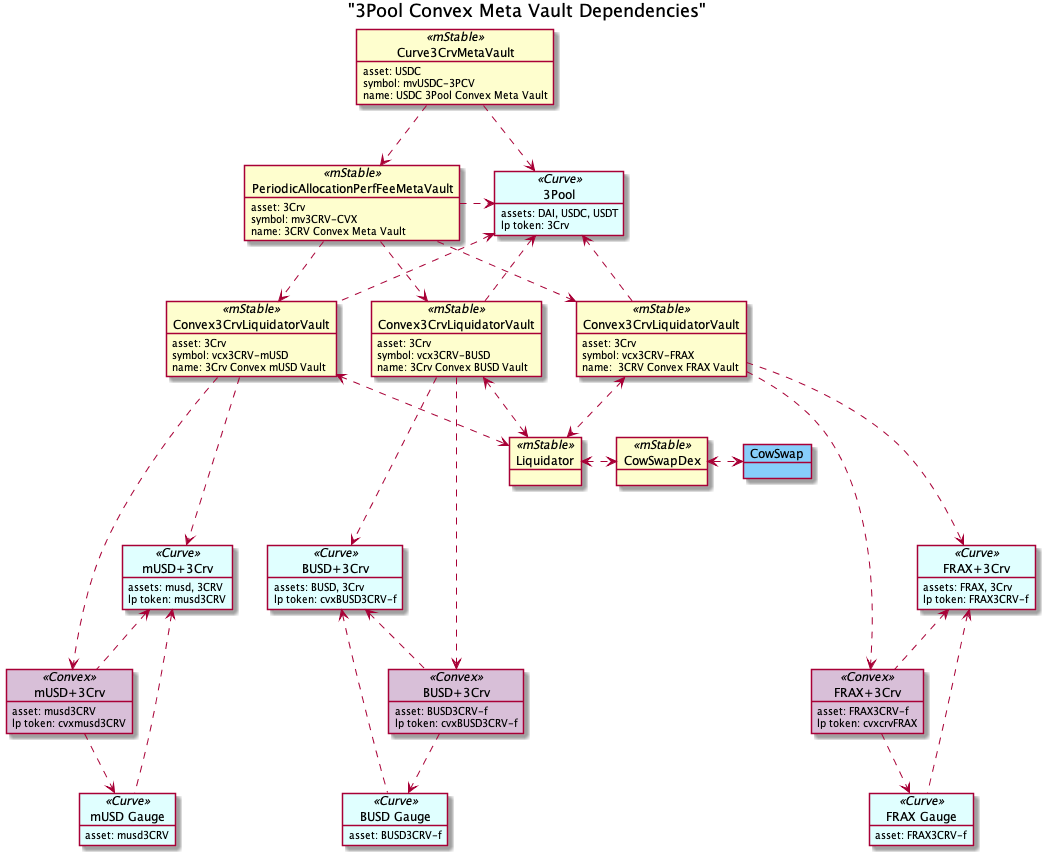 "3Pool Convex Meta Vault Dependencies"
«mStable»
Curve3CrvMetaVault
asset: USDC
symbol: mvUSDC-3PCV
name: USDC 3Pool Convex Meta Vault
«mStable»
PeriodicAllocationPerfFeeMetaVault
asset: 3Crv
symbol: mv3CRV-CVX
name: 3CRV Convex Meta Vault
«Curve»
3Pool
assets: DAI, USDC, USDT
lp token: 3Crv
«mStable»
Convex3CrvLiquidatorVault
asset: 3Crv
symbol: vcx3CRV-mUSD
name: 3Crv Convex mUSD Vault
«mStable»
Convex3CrvLiquidatorVault
asset: 3Crv
symbol: vcx3CRV-BUSD
name: 3Crv Convex BUSD Vault
«mStable»
Convex3CrvLiquidatorVault
asset: 3Crv
symbol: vcx3CRV-FRAX
name:  3CRV Convex FRAX Vault
«mStable»
Liquidator
«mStable»
CowSwapDex
CowSwap
«Curve»
mUSD+3Crv
assets: musd, 3CRV
lp token: musd3CRV
«Curve»
BUSD+3Crv
assets: BUSD, 3Crv
lp token: cvxBUSD3CRV-f
«Curve»
FRAX+3Crv
assets: FRAX, 3Crv
lp token: FRAX3CRV-f
«Convex»
mUSD+3Crv
asset: musd3CRV
lp token: cvxmusd3CRV
«Convex»
BUSD+3Crv
asset: BUSD3CRV-f
lp token: cvxBUSD3CRV-f
«Convex»
FRAX+3Crv
asset: FRAX3CRV-f
lp token: cvxcrvFRAX
«Curve»
mUSD Gauge
asset: musd3CRV
«Curve»
BUSD Gauge
asset: BUSD3CRV-f
«Curve»
FRAX Gauge
asset: FRAX3CRV-f